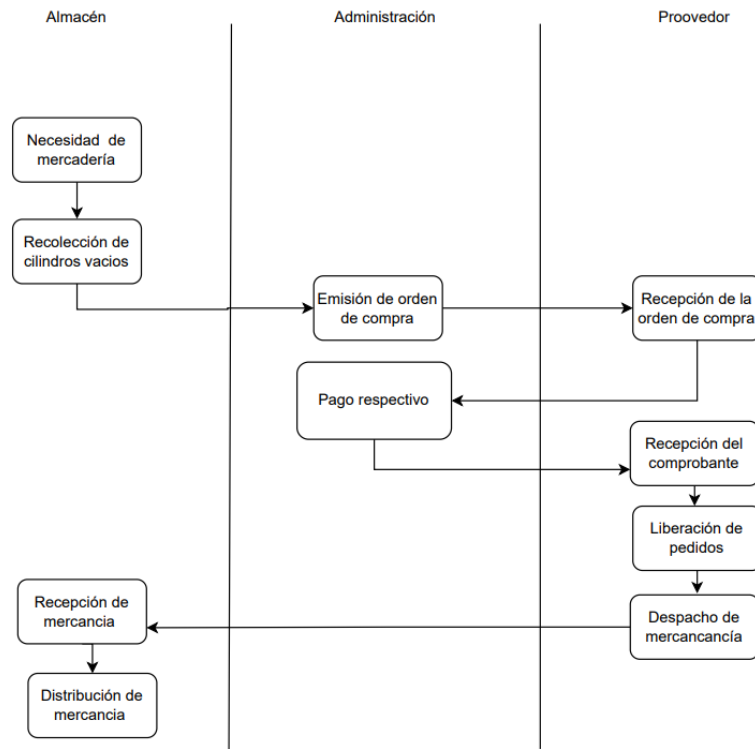 Almacén
Administración
Proovedor
Necesidad de
mercadería
Recolección de
cilindros vacios
Emisión de orden
de compra
Recepción de la
orden de compra
Pago respectivo
Recepción del
comprobante
Liberación de
pedidos
Despacho de
mercancancía
Recepción de
mercancia
Distribución de
mercancia